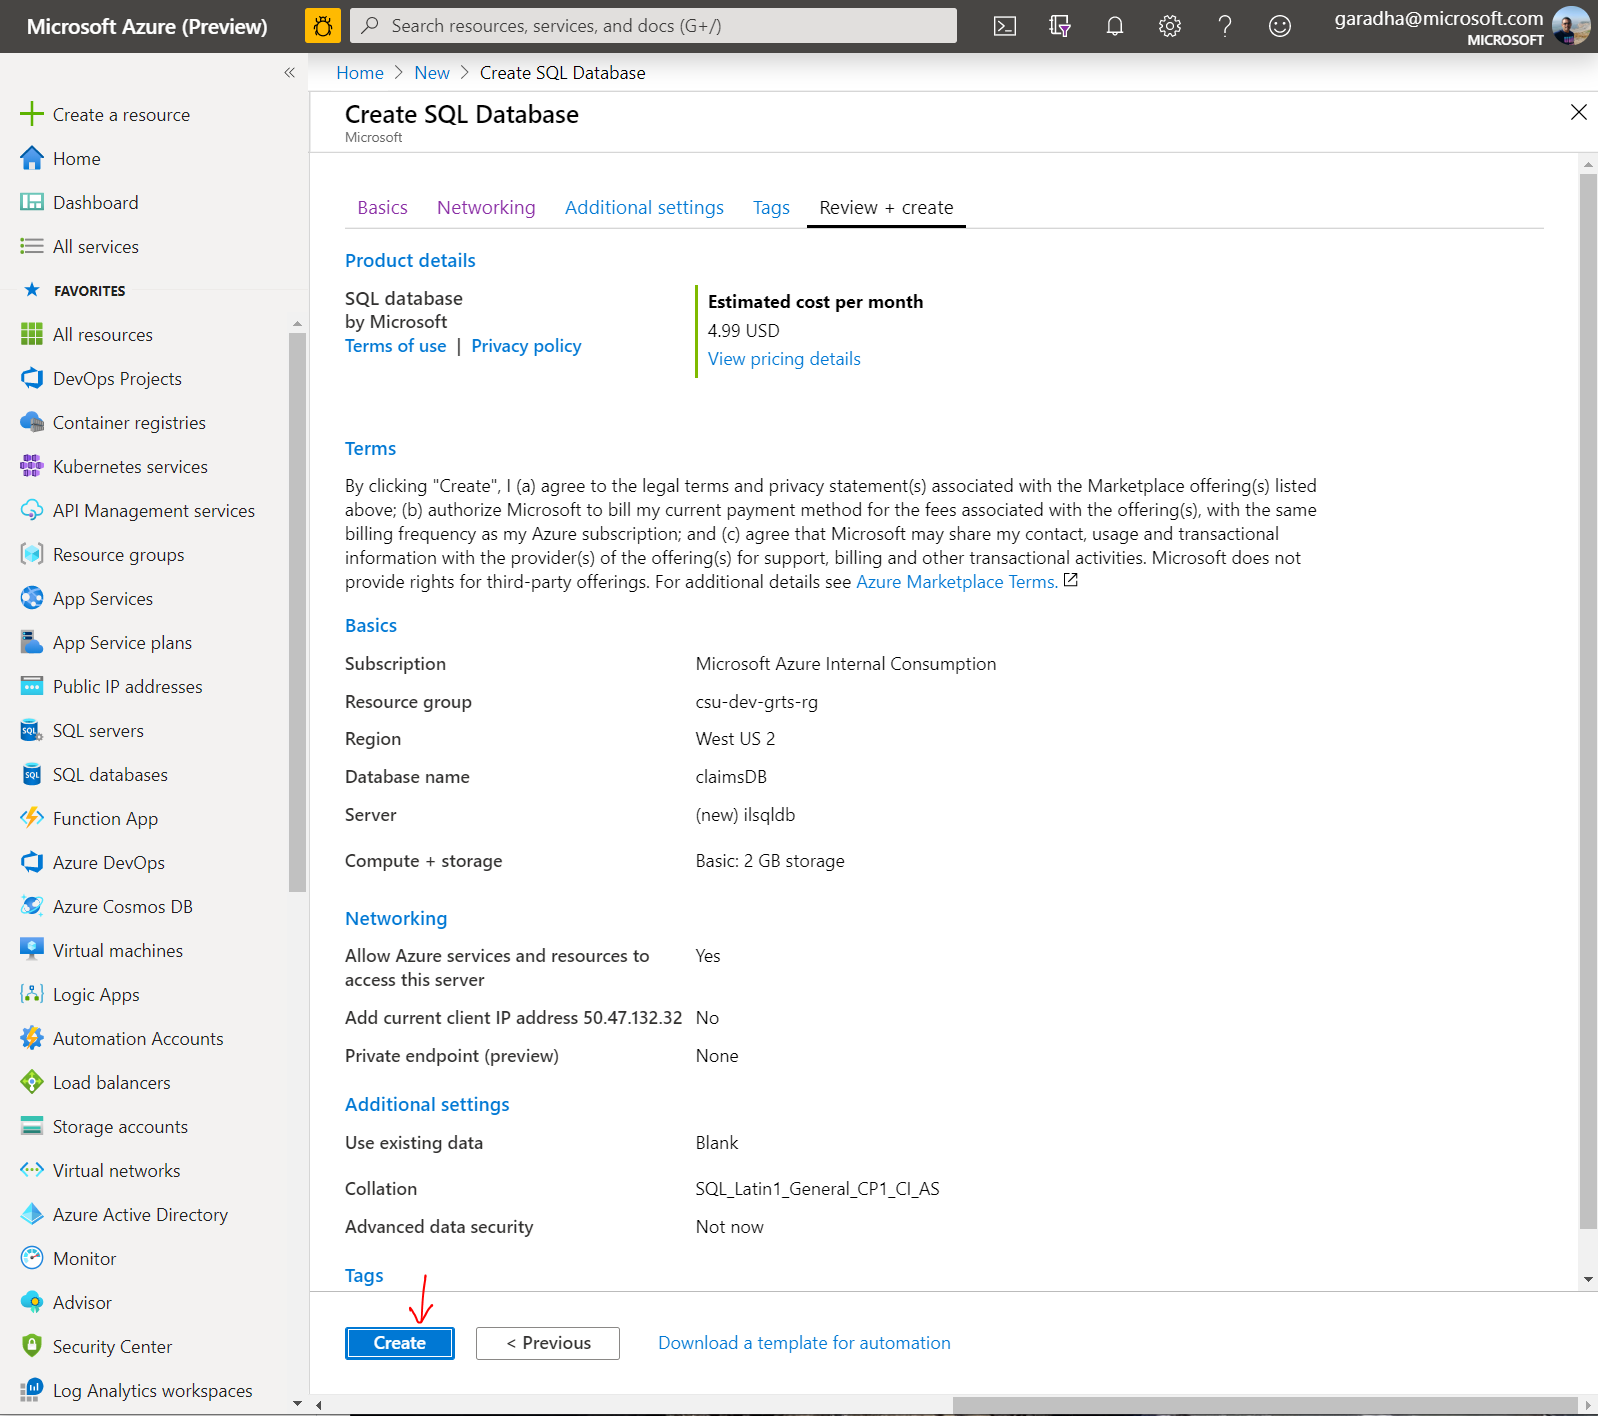 Microsoft Azure (Preview)
Search resources, services, and docs (G+/)
garadha@microsoft.com
MICROSOFT
Home > New > Create SQL Database
Create a resource
Home
Dashboard
All services
FAVORITES
All resources
DevOps Projects
Container registries
Kubernetes services
API Management services
Resource groups
App Services
App Service plans
Public IP addresses
SQL servers
SQL databases
Function App
Azure DevOps
Azure Cosmos DB
Virtual machines
Logic Apps
Automation Accounts
Load balancers
Storage accounts
Virtual networks
Azure Active Directory
Monitor
Advisor
Security Center
Log Analytics workspaces
Create SQL Database
Microsoft
Basics Networking Additional settings Tags Review + create
Product details
SQL database
by Microsoft
Terms of use | Privacy policy
Estimated cost per month
4.99 USD
View pricing details
Terms
By clicking "Create", I (a) agree to the legal terms and privacy statement(s) associated with the Marketplace offering(s) listed
above; (b) authorize Microsoft to bill my current payment method for the fees associated with the offering(s), with the same
billing frequency as my Azure subscription; and (c) agree that Microsoft may share my contact, usage and transactional
information with the provider(s) of the offering(s) for support, billing and other transactional activities. Microsoft does not
provide rights for third-party offerings. For additional details see Azure Marketplace Terms.
Basics
Subscription Microsoft Azure Internal Consumption
Resource group csu-dev-grts-rg
Region West US 2
Database name claimsDB
Server (new) ilsqldb
Compute + storage Basic: 2 GB storage
Networking
Allow Azure services and resources to Yes
access this server
Add current client IP address 50.47.132.32 No
Private endpoint (preview) None
Additional settings
Use existing data Blank
Collation SQL_Latin1_General_CP1_CI_AS
Advanced data security Not now
Tags
Create < Previous Download a template for automation